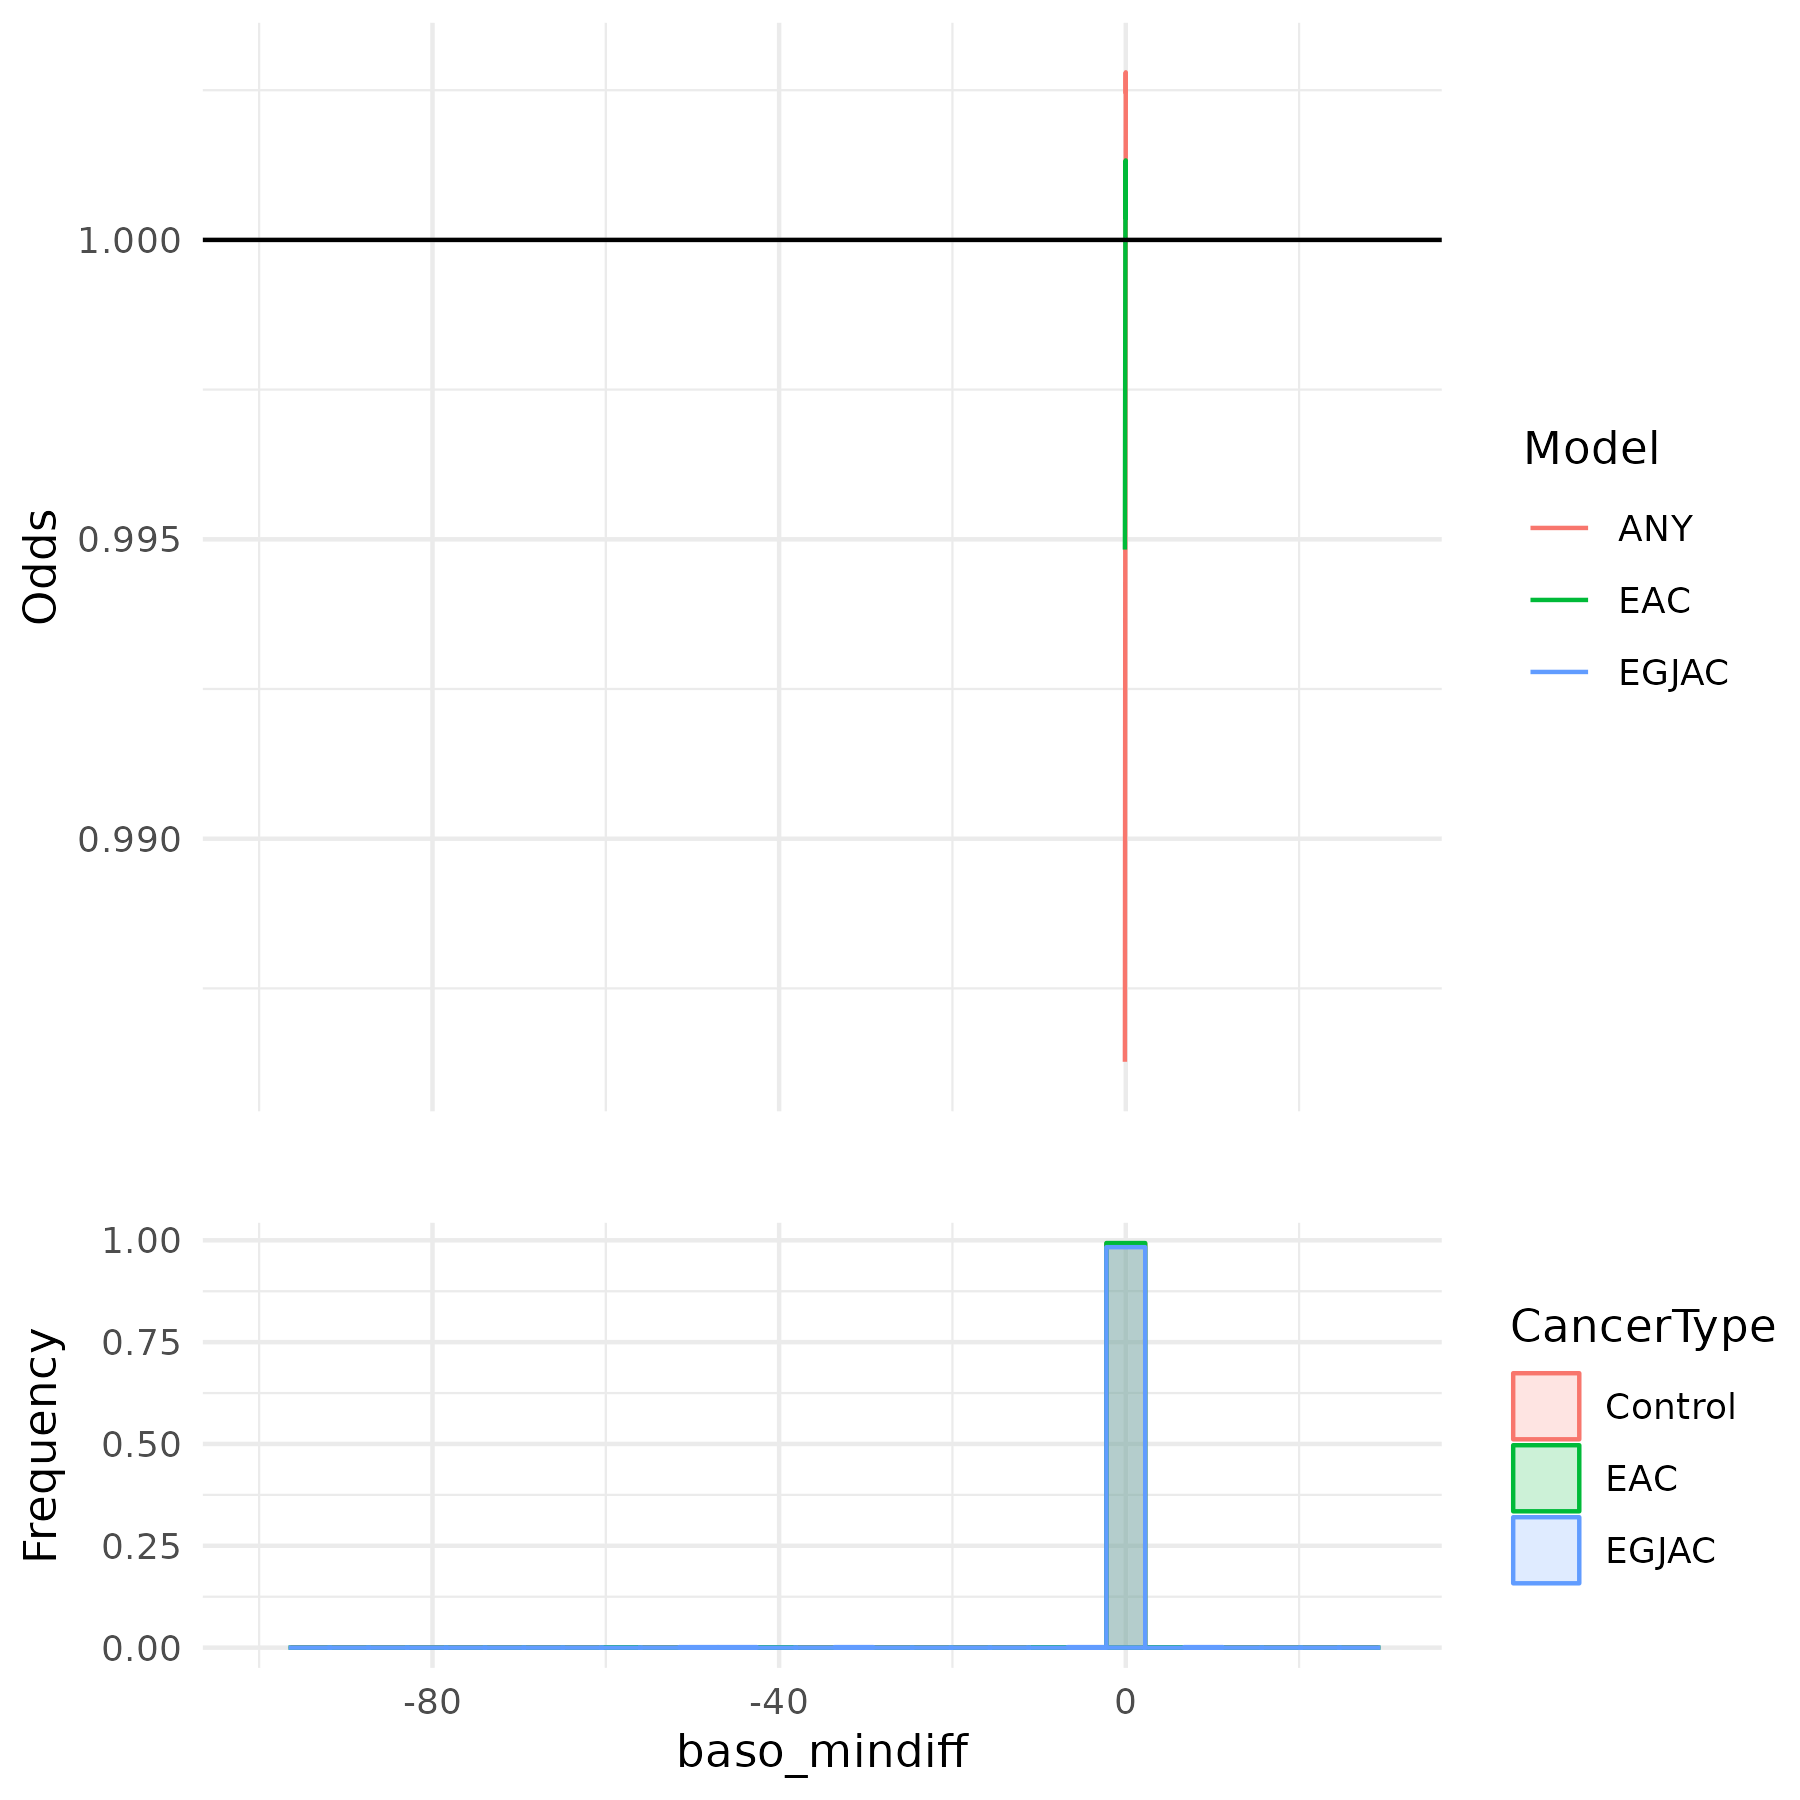 Odds
1.000
0.995
0.990
Model
ANY
EAC
EGJAC
Frequency
1.00
0.75
0.50
0.25
0.00
-80
-40
0
baso_mindiff
CancerType
Control
EAC
EGJAC